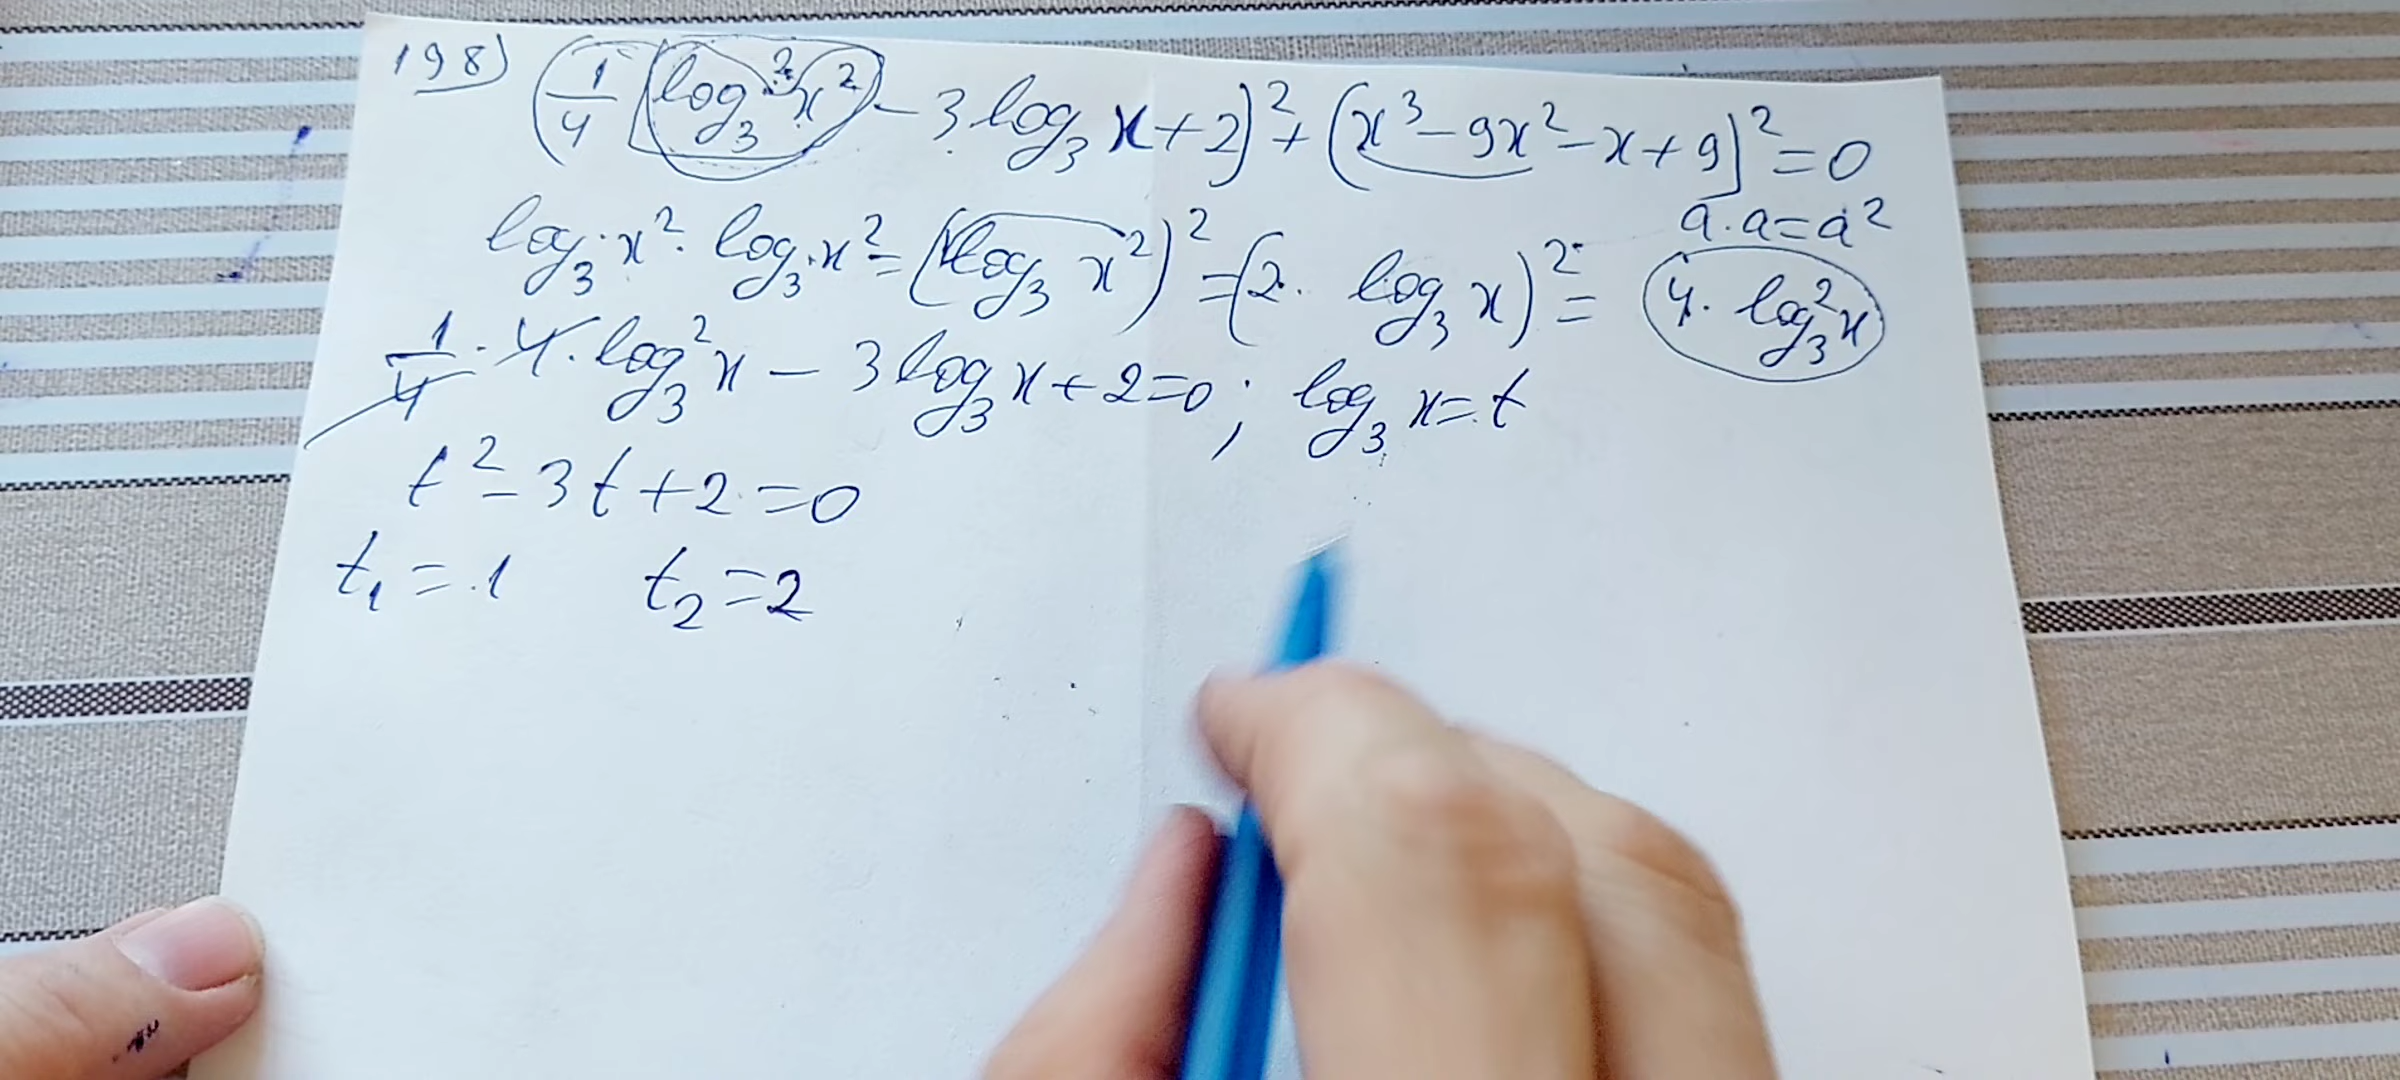 198) (1/4 log₃² x² - 3 log₃ x + 2)² + (x³ - 9x² - x + 9)² = 0
a · a = a²
log₃ x² · log₃ x² = (log₃ x²)² = (2 · log₃ x)² = 4 · log₃² x
1/4 · 4 · log₃² x - 3 log₃ x + 2 = 0; log₃ x = t
t² - 3t + 2 = 0
t₁ = 1 t₂ = 2